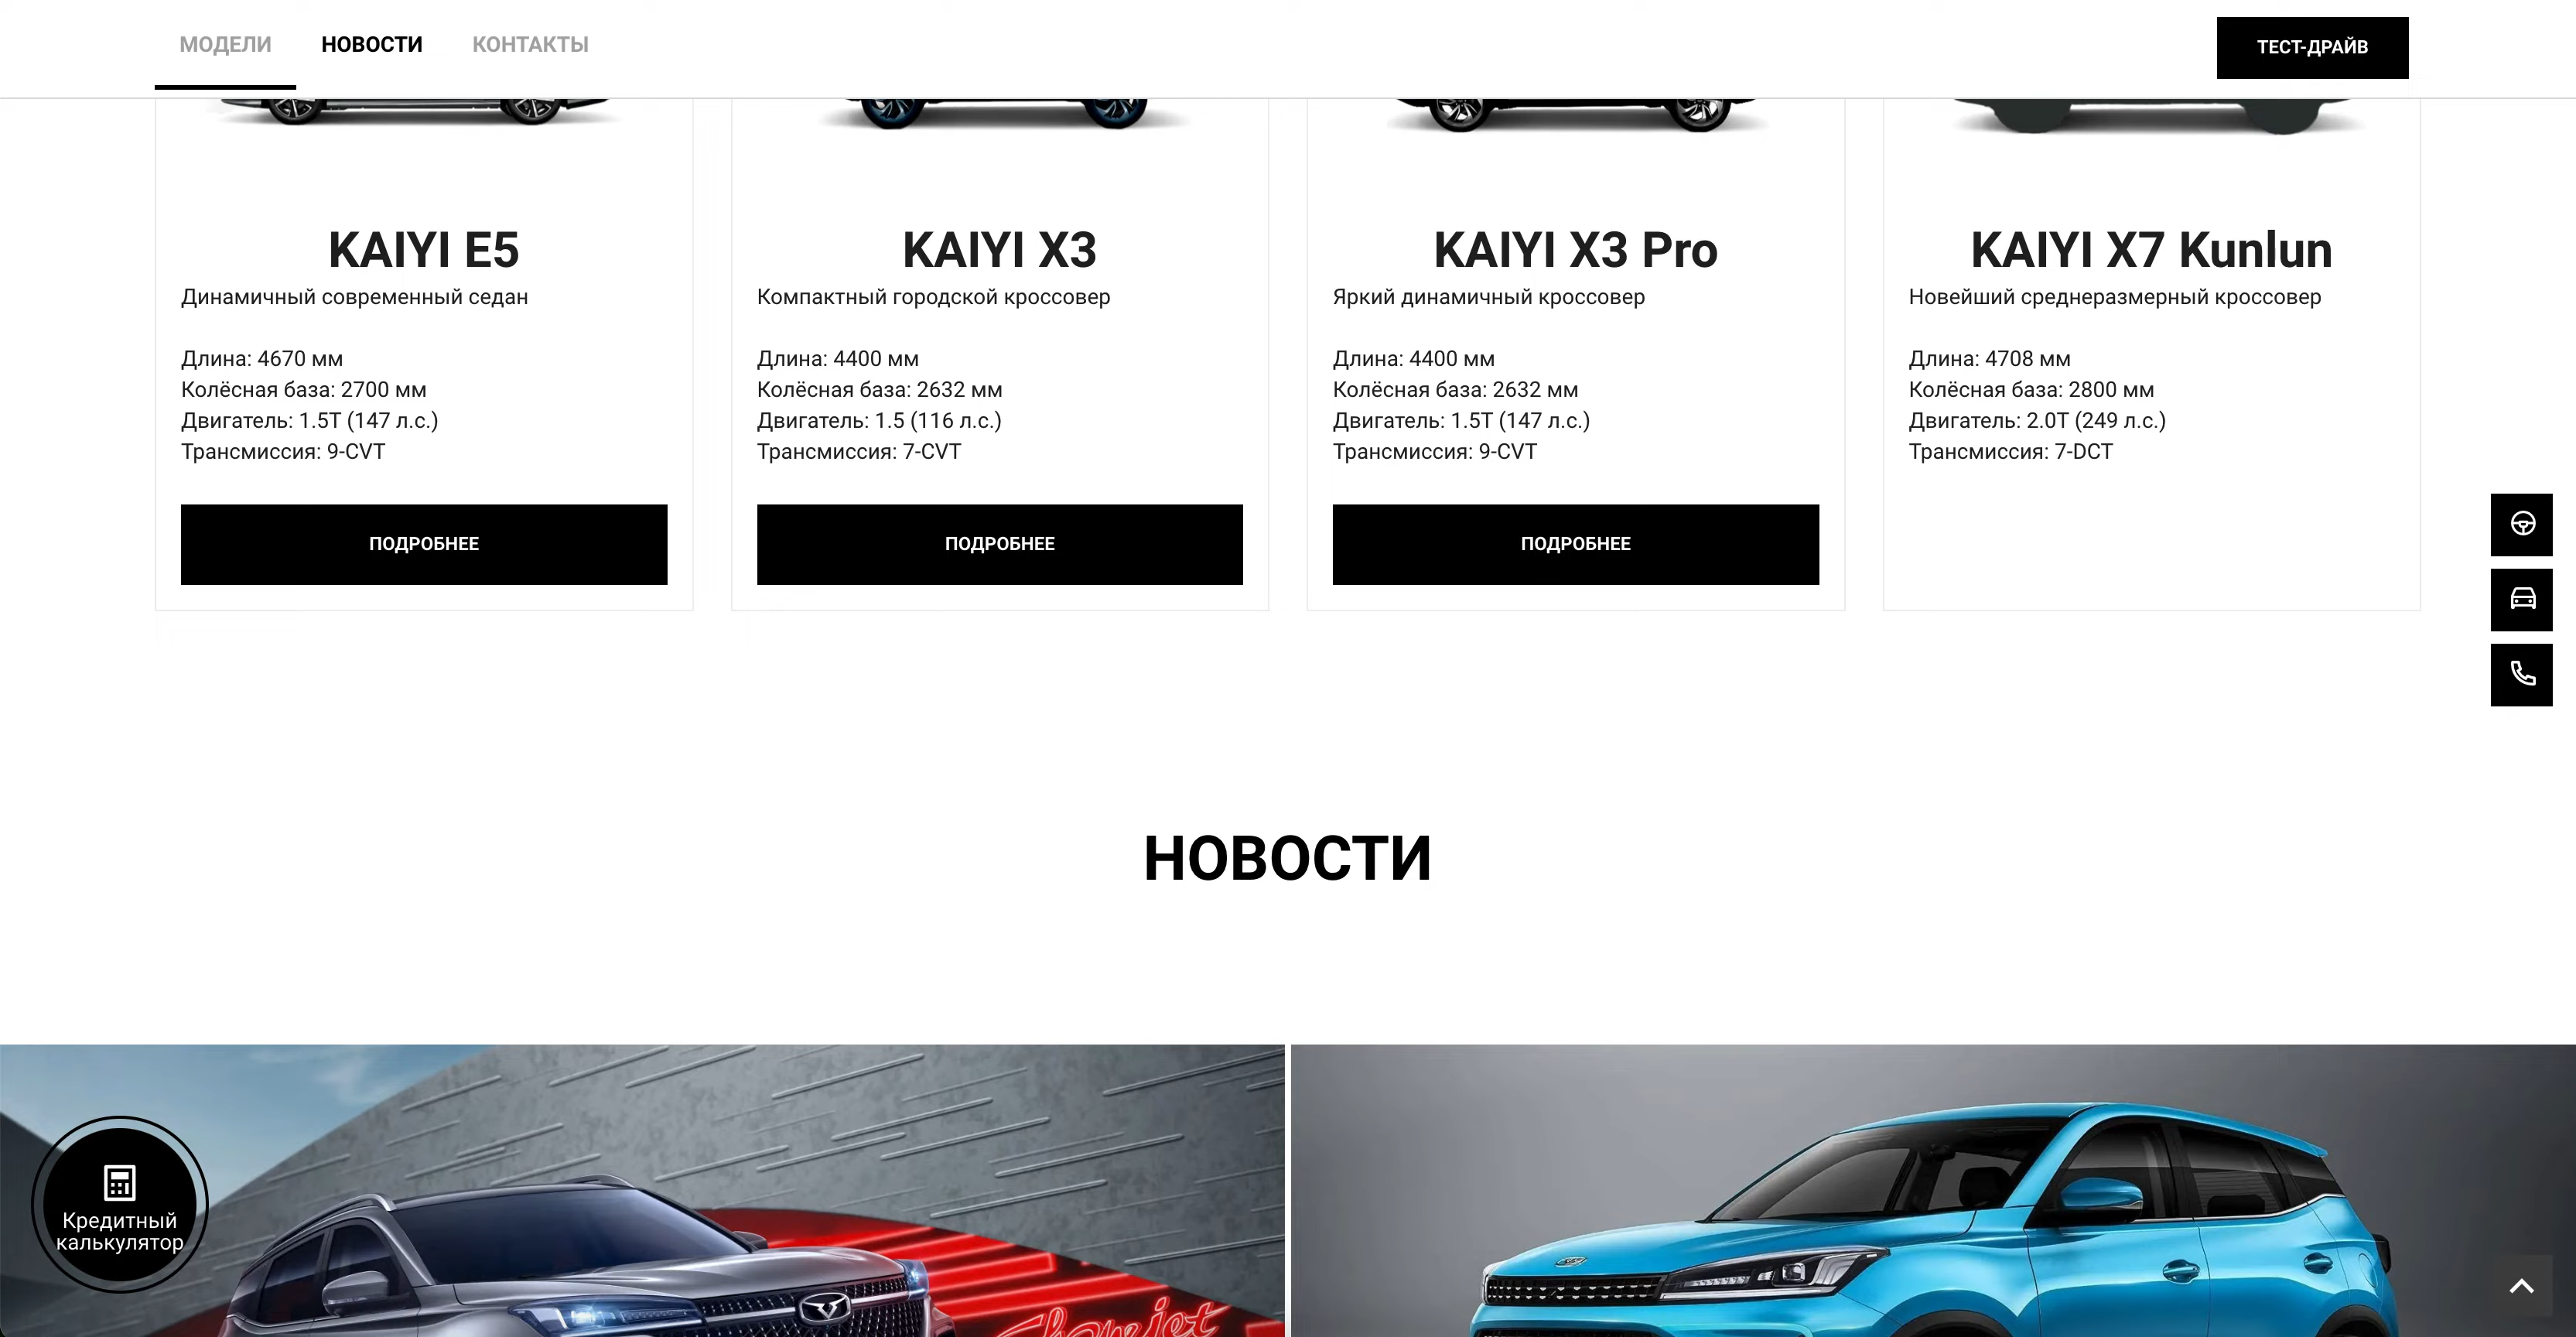 МОДЕЛИ НОВОСТИ КОНТАКТЫ ТЕСТ-ДРАЙВ
KAIYI E5
Динамичный современный седан
Длина: 4670 мм
Колёсная база: 2700 мм
Двигатель: 1.5T (147 л.с.)
Трансмиссия: 9-CVT
ПОДРОБНЕЕ
KAIYI X3
Компактный городской кроссовер
Длина: 4400 мм
Колёсная база: 2632 мм
Двигатель: 1.5 (116 л.с.)
Трансмиссия: 7-CVT
ПОДРОБНЕЕ
KAIYI X3 Pro
Яркий динамичный кроссовер
Длина: 4400 мм
Колёсная база: 2632 мм
Двигатель: 1.5T (147 л.с.)
Трансмиссия: 9-CVT
ПОДРОБНЕЕ
KAIYI X7 Kunlun
Новейший среднеразмерный кроссовер
Длина: 4708 мм
Колёсная база: 2800 мм
Двигатель: 2.0T (249 л.с.)
Трансмиссия: 7-DCT
НОВОСТИ
Кредитный
калькулятор